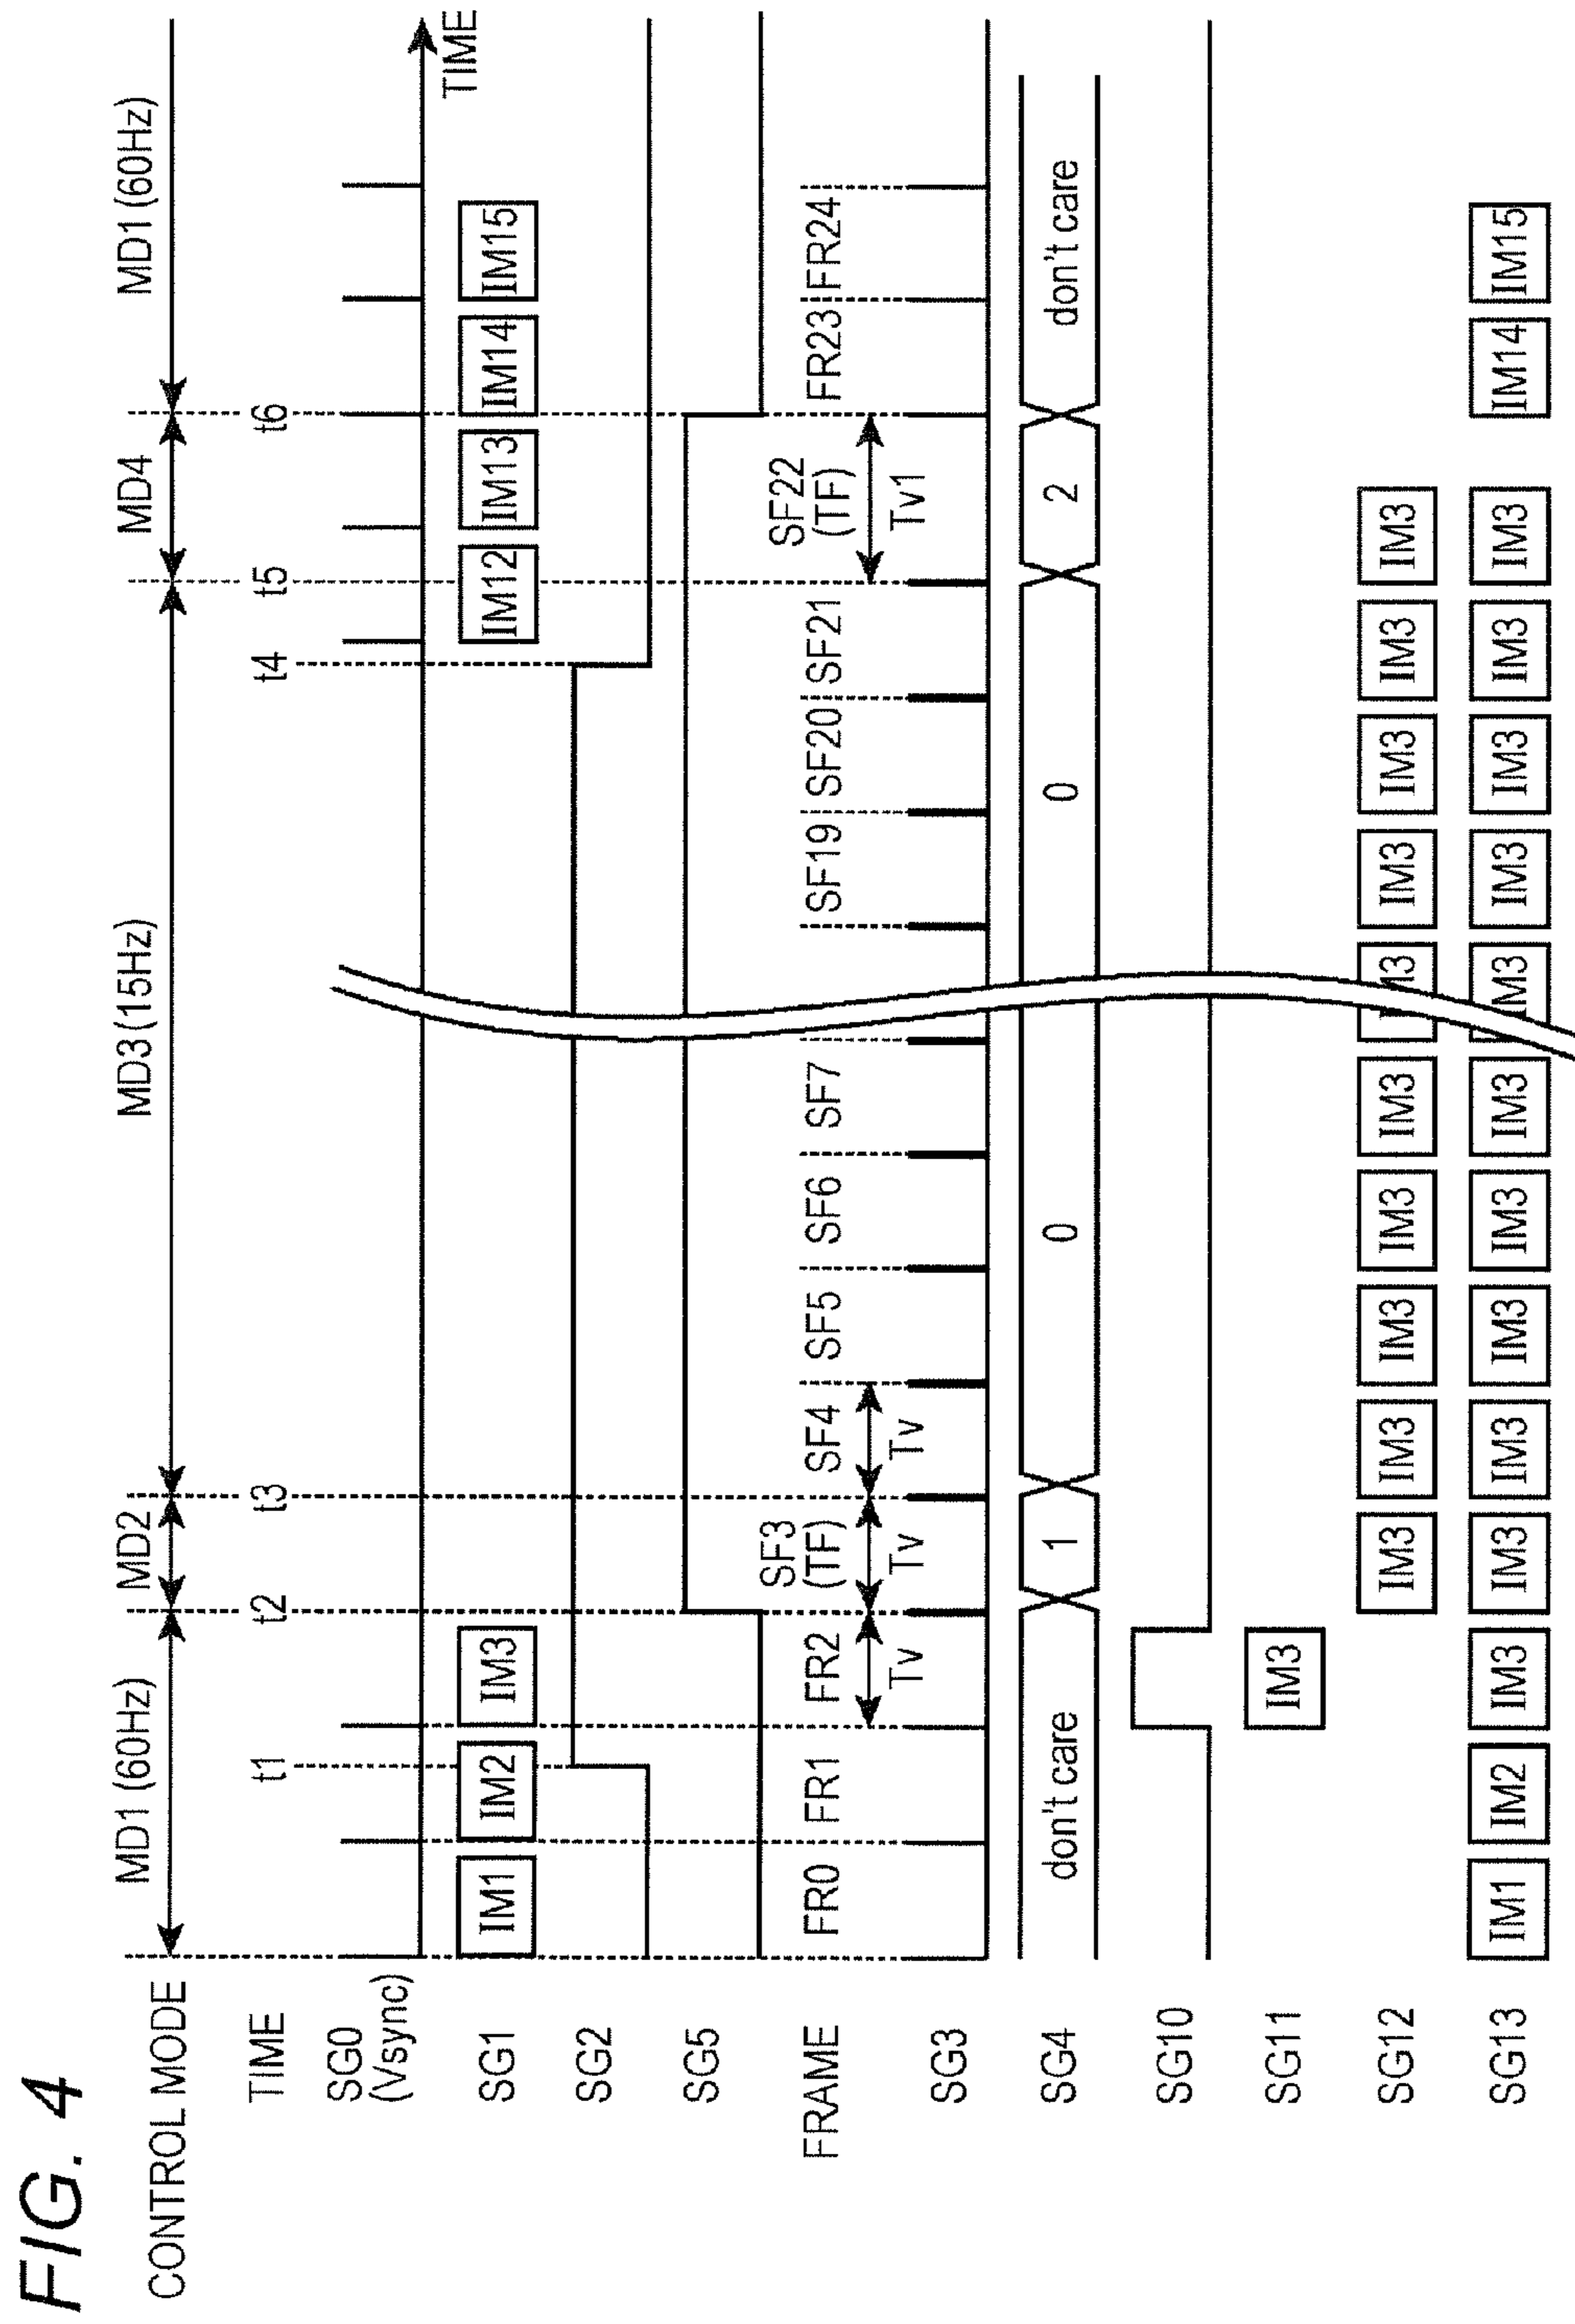 FIG. 4
CONTROL MODE MD1 (60Hz) MD2 MD3 (15Hz) MD4 MD1 (60Hz)
TIME t1 t2 t3 t4 t5 t6
SG0
(Vsync)
TIME
SG1 IM1 IM2 IM3 IM12 IM13 IM14 IM15
SG2
SG5
FRAME FR0 FR1 FR2 SF3 (TF) SF4 SF5 SF6 SF7 SF19 SF20 SF21 SF22 (TF) FR23 FR24
Tv Tv Tv Tv1
SG3
SG4 don't care 1 0 0 2 don't care
SG10
SG11 IM3
SG12 IM3 IM3 IM3 IM3 IM3 M3 IM3 IM3 IM3 IM3
SG13 IM1 IM2 IM3 IM3 IM3 IM3 IM3 IM3 IM3 IM3 IM3 IM3 IM3 IM14 IM15